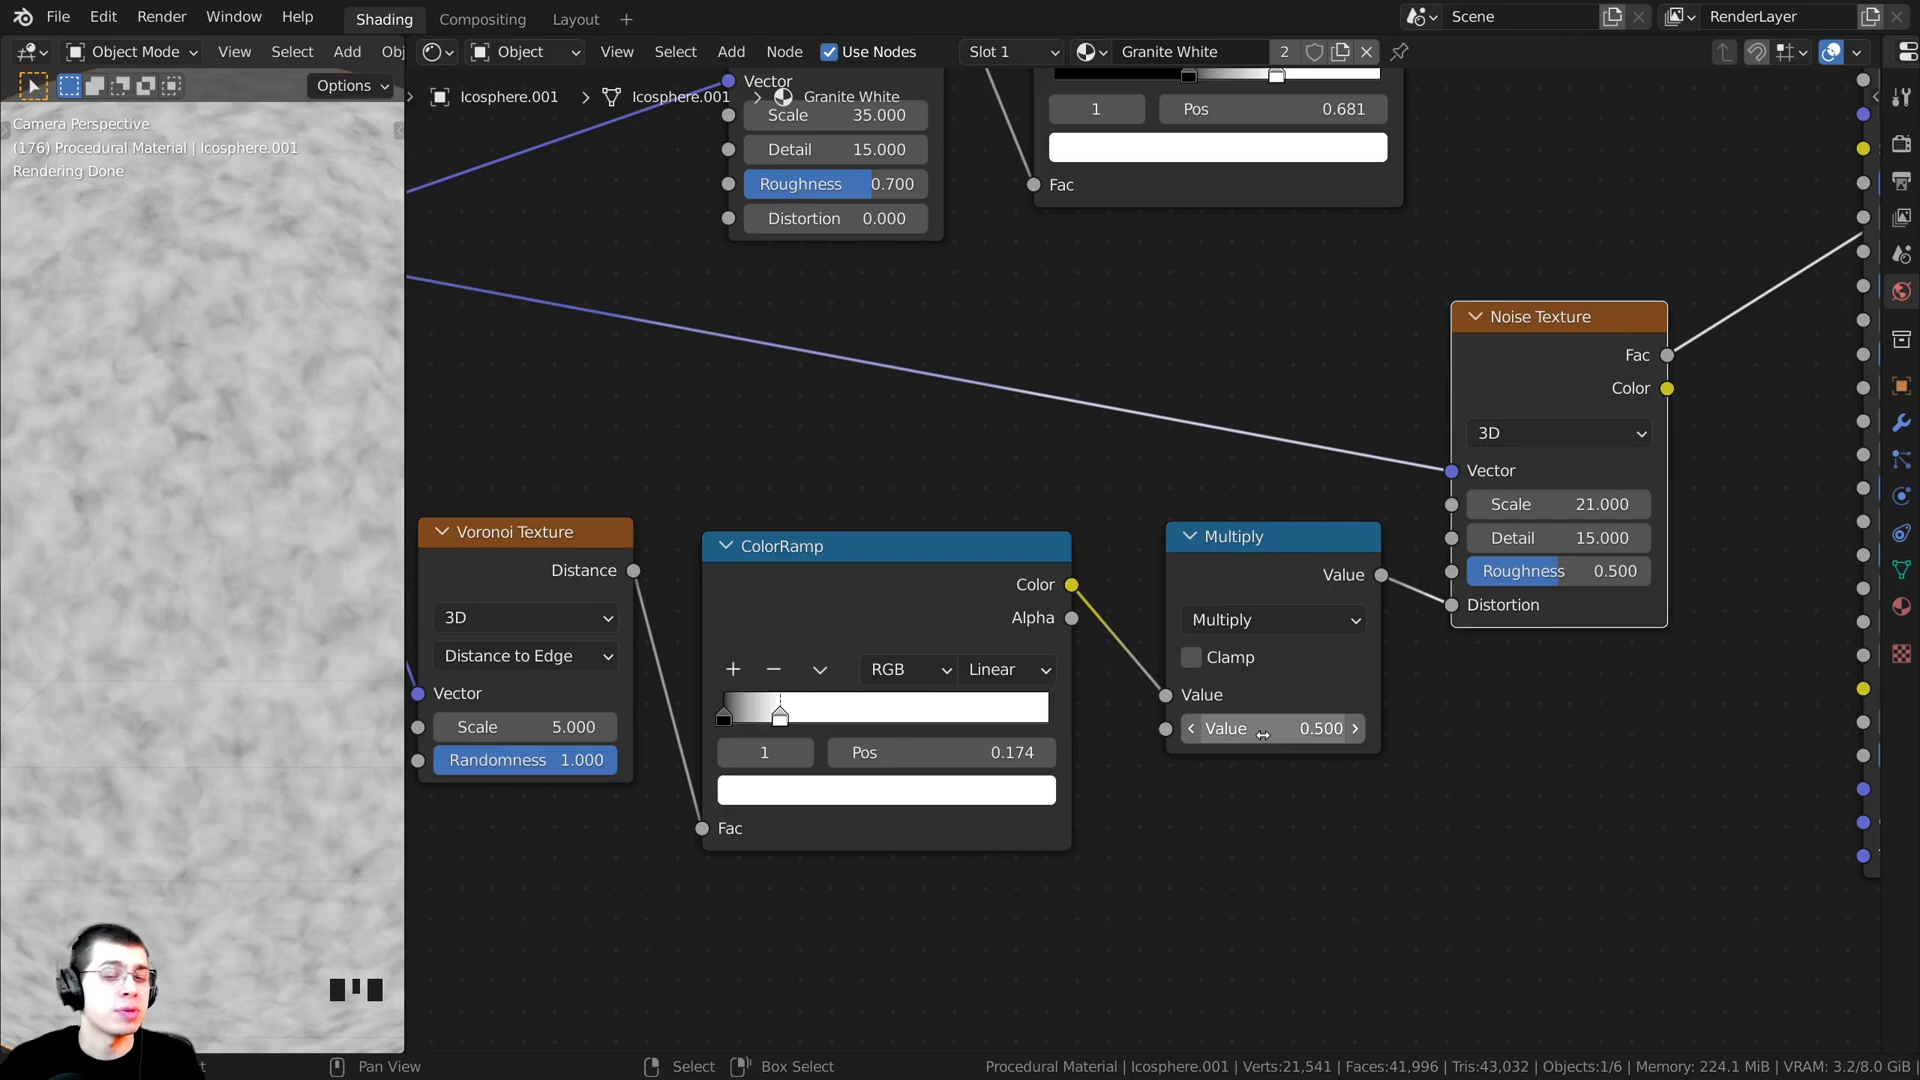 File Edit Render Window Help Shading Compositing Layout + Scene RenderLayer
Object Mode View Select Add Obj Object View Select Add Node Use Nodes Slot 1 Granite White 2
Options
Icosphere.001 > Icosphere.001 > Granite White
Camera Perspective
(176) Procedural Material | Icosphere.001
Rendering Done
Vector
Scale 35.000
Detail 15.000
Roughness 0.700
Distortion 0.000
1 Pos 0.681
Fac
Noise Texture
Fac
Color
3D
Vector
Scale 21.000
Detail 15.000
Roughness 0.500
Distortion
Voronoi Texture
Distance
3D
Distance to Edge
Vector
Scale 5.000
Randomness 1.000
ColorRamp
Color
Alpha
RGB Linear
1 Pos 0.174
Fac
Multiply
Value
Multiply
Clamp
Value
Value 0.500
Pan View Select Box Select Procedural Material | Icosphere.001 | Verts:21,541 | Faces:41,996 | Tris:43,032 | Objects:1/6 | Memory: 224.1 MiB | VRAM: 3.2/8.0 GiB |